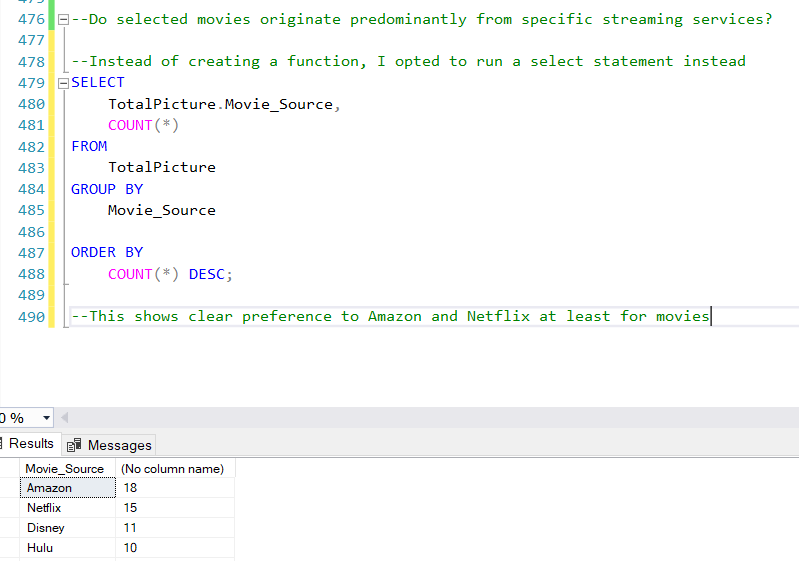 475
476 --Do selected movies originate predominantly from specific streaming services?
477
478 --Instead of creating a function, I opted to run a select statement instead
479 SELECT
480 TotalPicture.Movie_Source,
481 COUNT(*)
482 FROM
483 TotalPicture
484 GROUP BY
485 Movie_Source
486
487 ORDER BY
488 COUNT(*) DESC;
489
490 --This shows clear preference to Amazon and Netflix at least for movies
0 %
Results Messages
Movie_Source (No column name)
Amazon 18
Netflix 15
Disney 11
Hulu 10